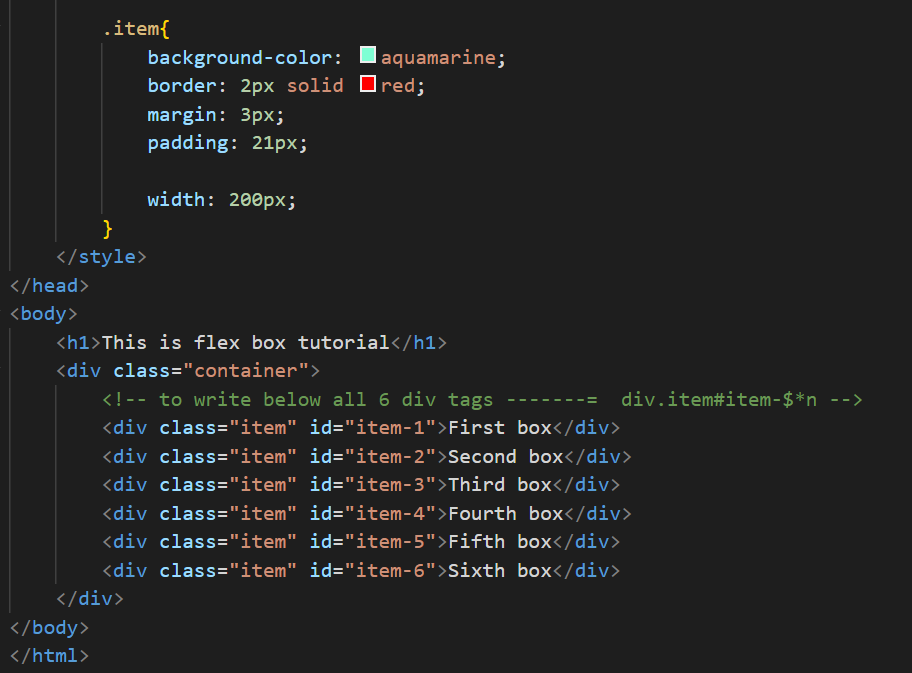 .item{
background-color: aquamarine;
border: 2px solid red;
margin: 3px;
padding: 21px;
width: 200px;
}
</style>
</head>
<body>
<h1>This is flex box tutorial</h1>
<div class="container">
<!-- to write below all 6 div tags -------=  div.item#item-$*n -->
<div class="item" id="item-1">First box</div>
<div class="item" id="item-2">Second box</div>
<div class="item" id="item-3">Third box</div>
<div class="item" id="item-4">Fourth box</div>
<div class="item" id="item-5">Fifth box</div>
<div class="item" id="item-6">Sixth box</div>
</div>
</body>
</html>